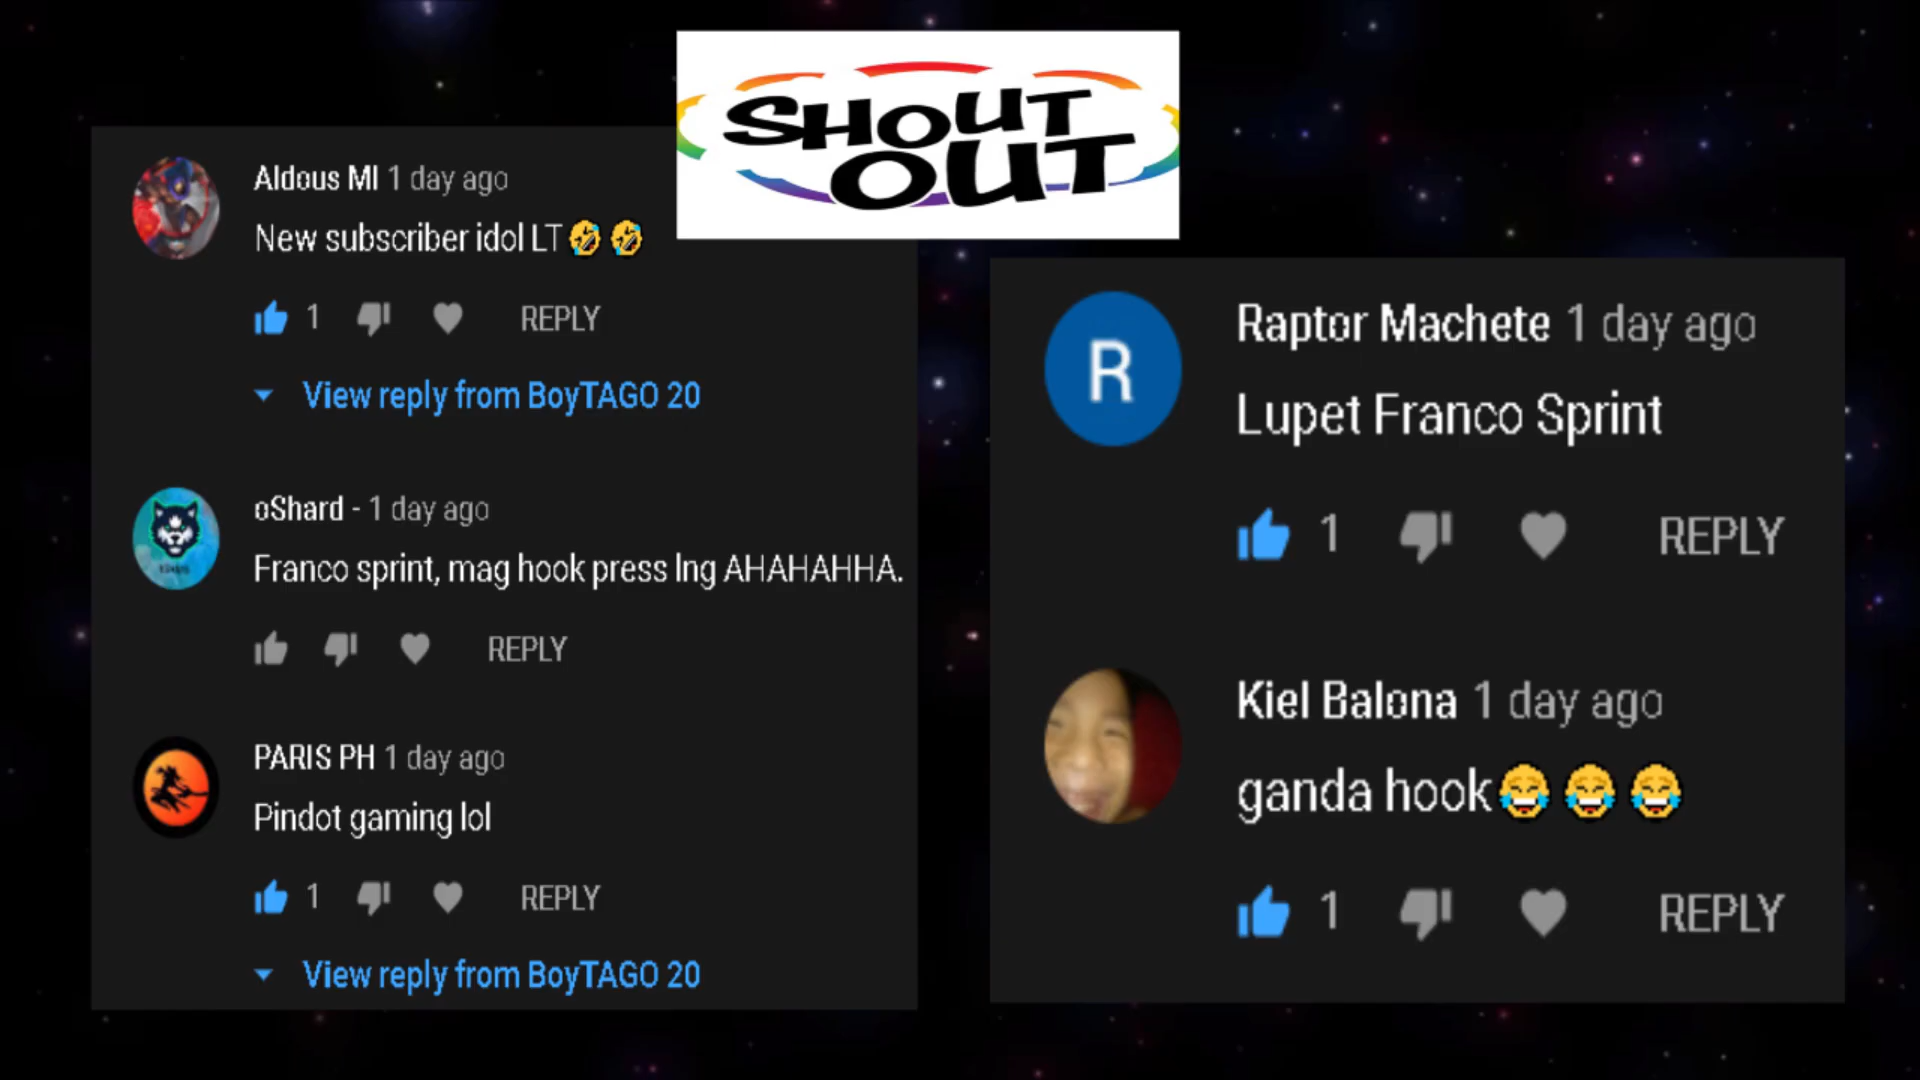 SHOUT
OUT
Aldous Ml 1 day ago
New subscriber idol LT🤣🤣
1 REPLY
View reply from BoyTAGO 20
oShard - 1 day ago
Franco sprint, mag hook press lng AHAHAHHA.
REPLY
PARIS PH 1 day ago
Pindot gaming lol
1 REPLY
View reply from BoyTAGO 20
R
Raptor Machete 1 day ago
Lupet Franco Sprint
1 REPLY
Kiel Balona 1 day ago
ganda hook😂😂😂
1 REPLY